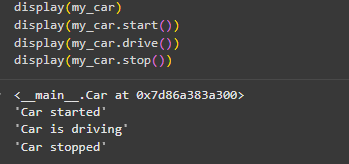 display(my_car)
display(my_car.start())
display(my_car.drive())
display(my_car.stop())
<__main__.Car at 0x7d86a383a300>
'Car started'
'Car is driving'
'Car stopped'